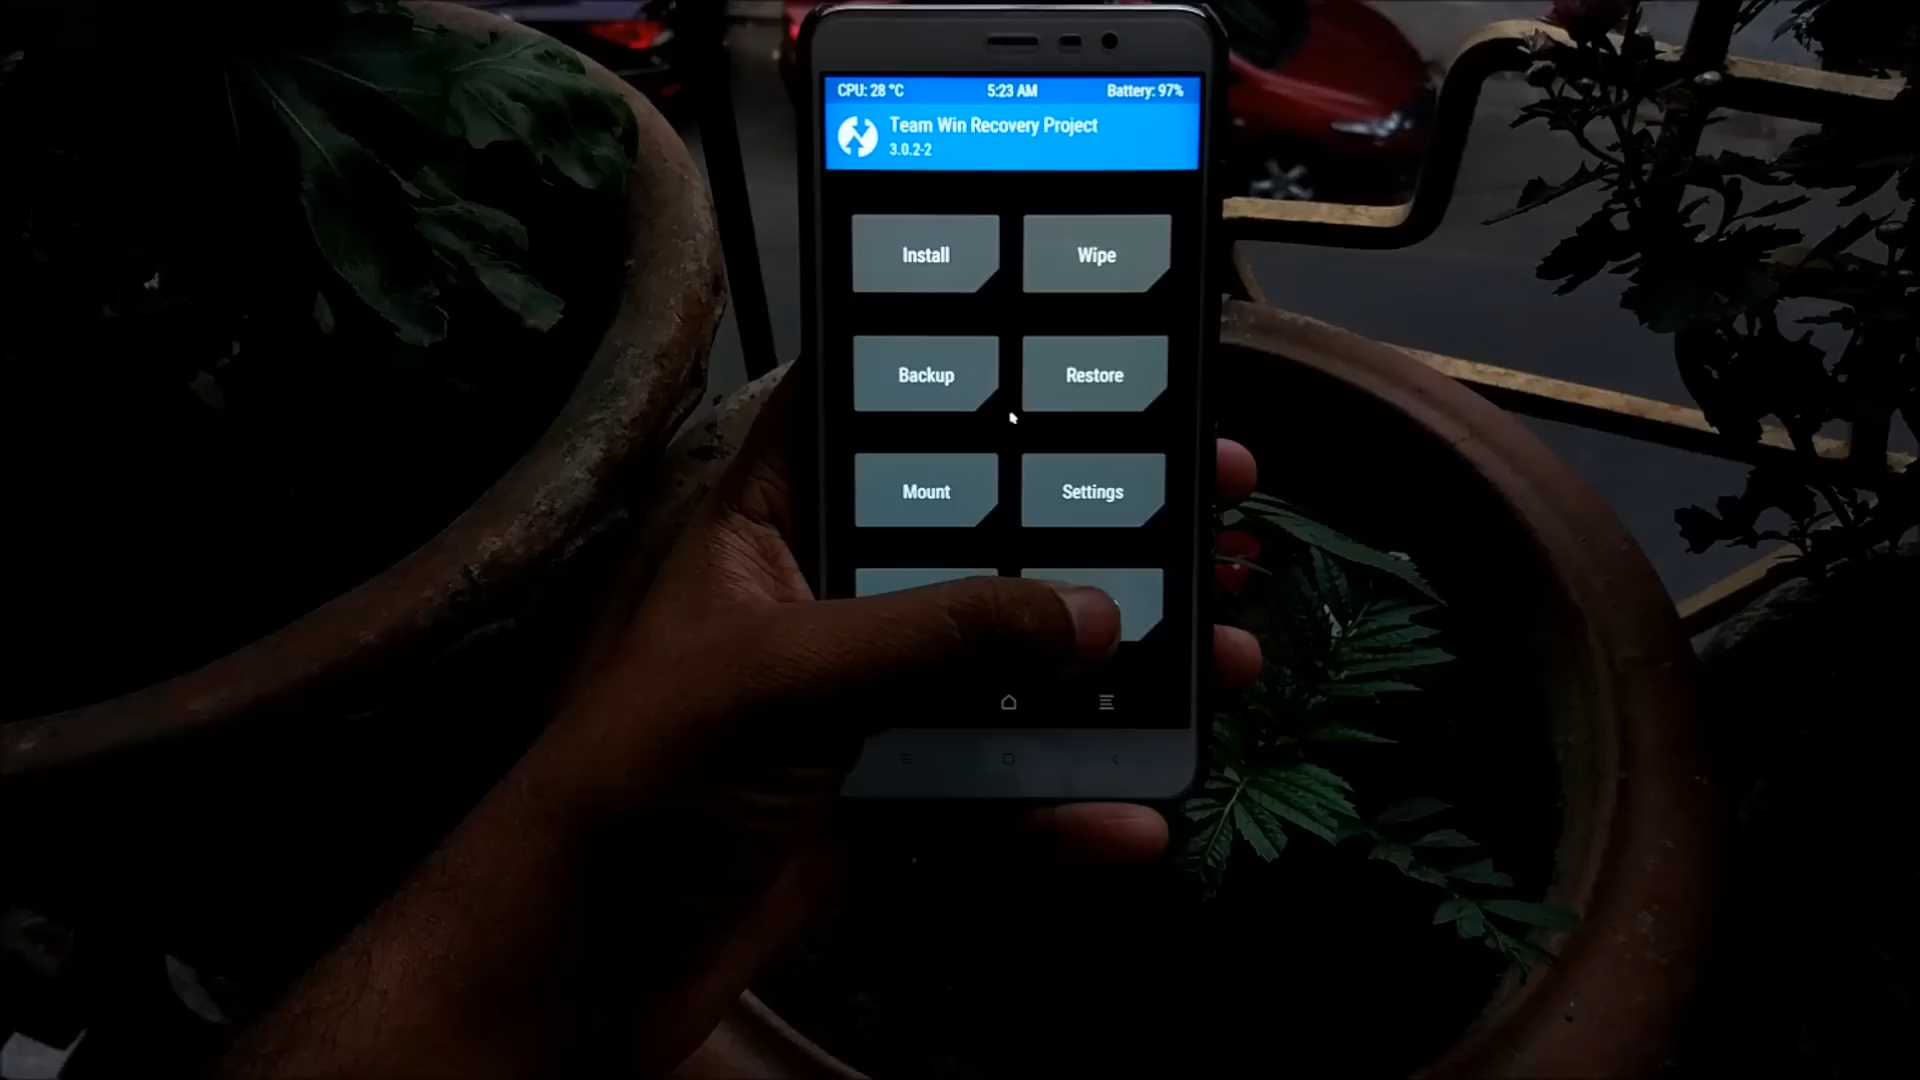 CPU: 28 °C 5:23 AM Battery: 97%
Team Win Recovery Project
3.0.2-2
Install Wipe
Backup Restore
Mount Settings